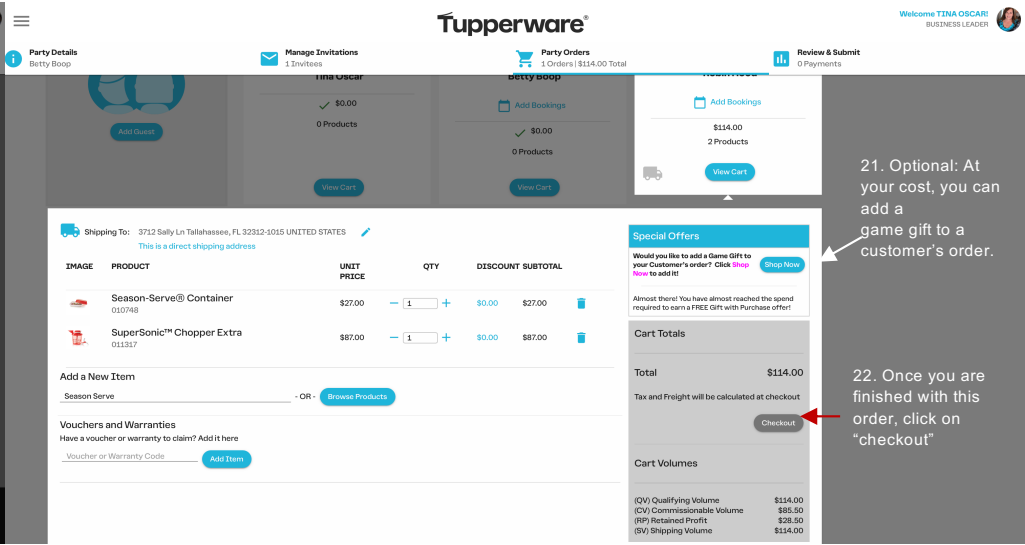 Tupperware®
Welcome TINA OSCAR!
BUSINESS LEADER
Party Details
Betty Boop
Manage Invitations
1 Invitees
Party Orders
1 Orders | $114.00 Total
Review & Submit
0 Payments
Add Guest
Tina Oscar
$0.00
0 Products
View Cart
Betty Boop
Add Bookings
$0.00
0 Products
View Cart
Robin Hood
Add Bookings
$114.00
2 Products
View Cart
21. Optional: At
your cost, you can
add a
game gift to a
customer's order.
Shipping To: 3712 Sally Ln Tallahassee, FL 32312-1015 UNITED STATES
This is a direct shipping address
IMAGE PRODUCT UNIT PRICE QTY DISCOUNT SUBTOTAL
Season-Serve® Container
010748
$27.00 − 1 + $0.00 $27.00
SuperSonic™ Chopper Extra
011317
$87.00 − 1 + $0.00 $87.00
Add a New Item
Season Serve - OR - Browse Products
Vouchers and Warranties
Have a voucher or warranty to claim? Add it here
Voucher or Warranty Code Add Item
Special Offers
Would you like to add a Game Gift to
your Customer's order? Click Shop
Now to add it!
Shop Now
Almost there! You have almost reached the spend
required to earn a FREE Gift with Purchase offer!
Cart Totals
Total $114.00
Tax and Freight will be calculated at checkout
Checkout
Cart Volumes
(QV) Qualifying Volume $114.00
(CV) Commissionable Volume $85.50
(RP) Retained Profit $28.50
(SV) Shipping Volume $114.00
22. Once you are
finished with this
order, click on
"checkout"